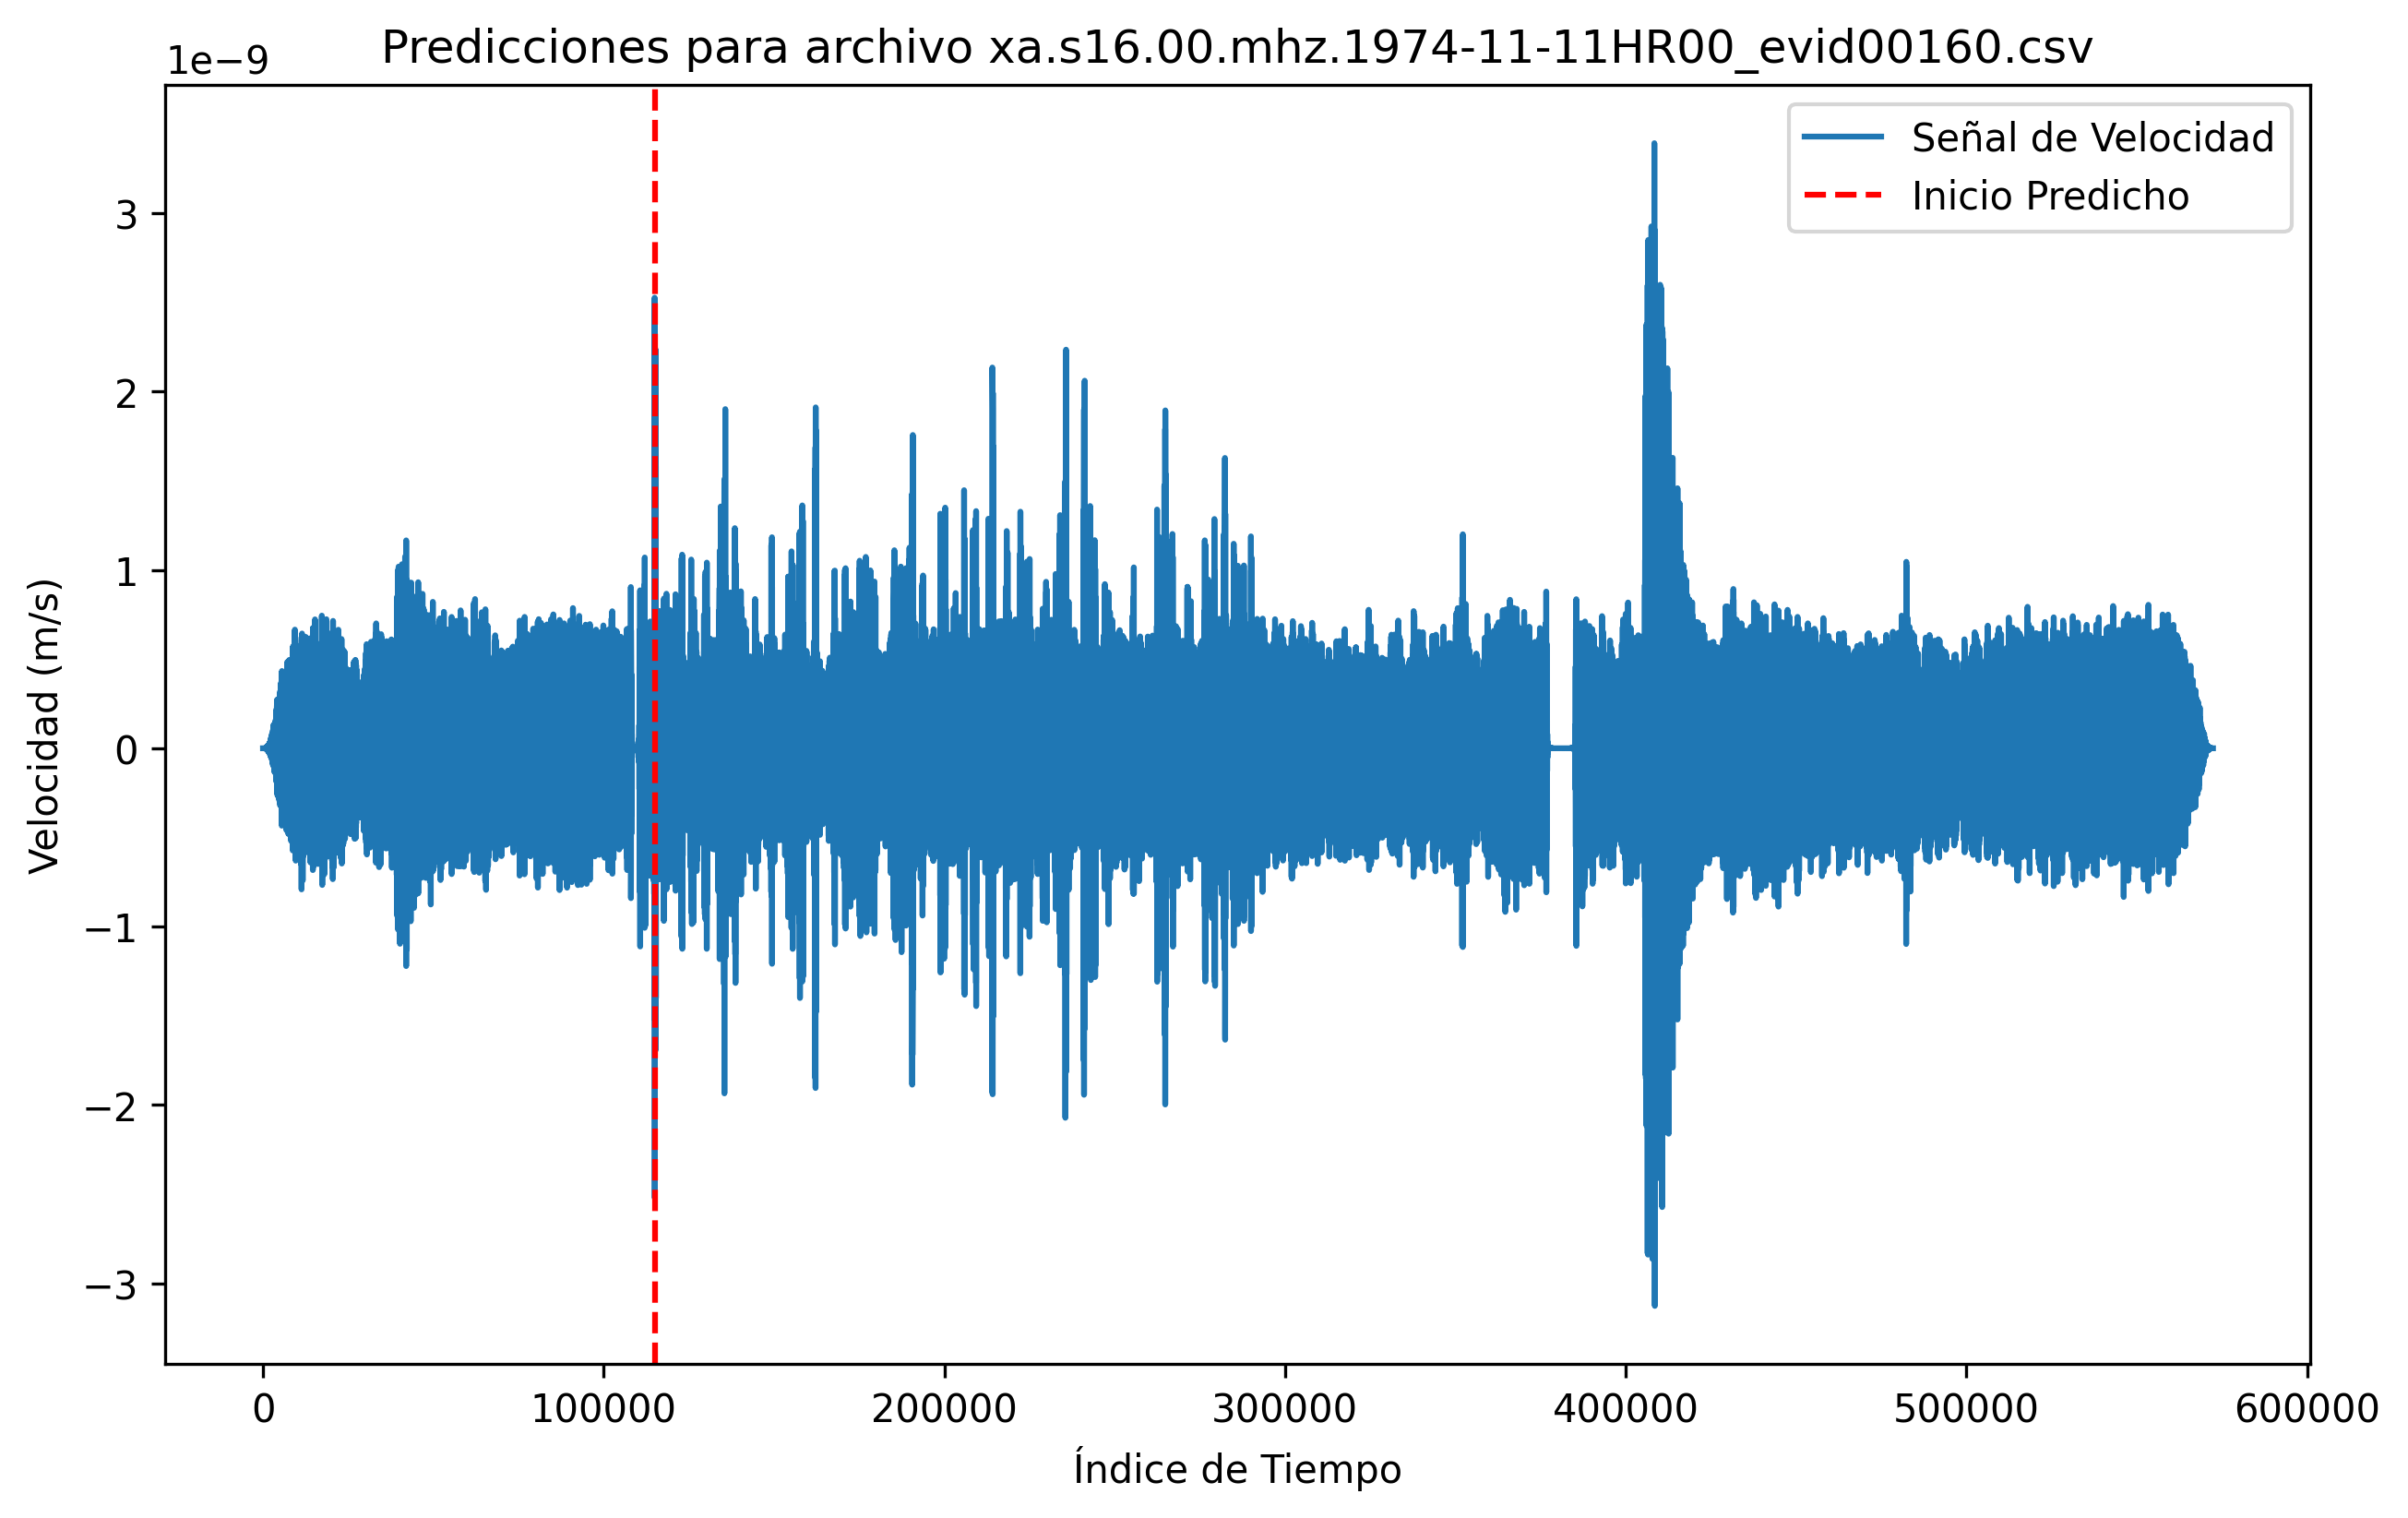 Predicciones para archivo xa.s16.00.mhz.1974-11-11HR00_evid00160.csv
1e−9
Señal de Velocidad
Inicio Predicho
3
2
1
0
−1
−2
−3
Velocidad (m/s)
0 100000 200000 300000 400000 500000 600000
Índice de Tiempo